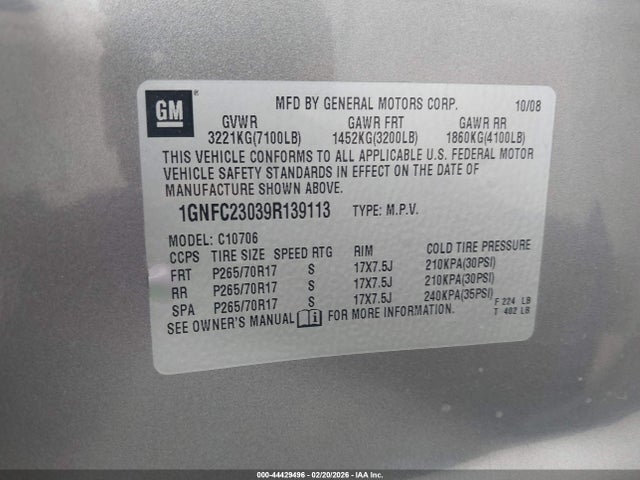 GM
MFD BY GENERAL MOTORS CORP. 10/08
GVWR GAWR FRT GAWR RR
3221KG(7100LB) 1452KG(3200LB) 1860KG(4100LB)
THIS VEHICLE CONFORMS TO ALL APPLICABLE U.S. FEDERAL MOTOR
VEHICLE SAFETY STANDARDS IN EFFECT ON THE DATE OF
MANUFACTURE SHOWN ABOVE.
1GNFC23039R139113 TYPE: M.P.V.
MODEL: C10706
CCPS TIRE SIZE SPEED RTG RIM COLD TIRE PRESSURE
FRT P265/70R17 S 17X7.5J 210KPA(30PSI)
RR P265/70R17 S 17X7.5J 210KPA(30PSI)
SPA P265/70R17 S 17X7.5J 240KPA(35PSI)
SEE OWNER'S MANUAL i FOR MORE INFORMATION.
F 224 LB
T 402 LB
000-44429496 - 02/20/2026 - IAA Inc.